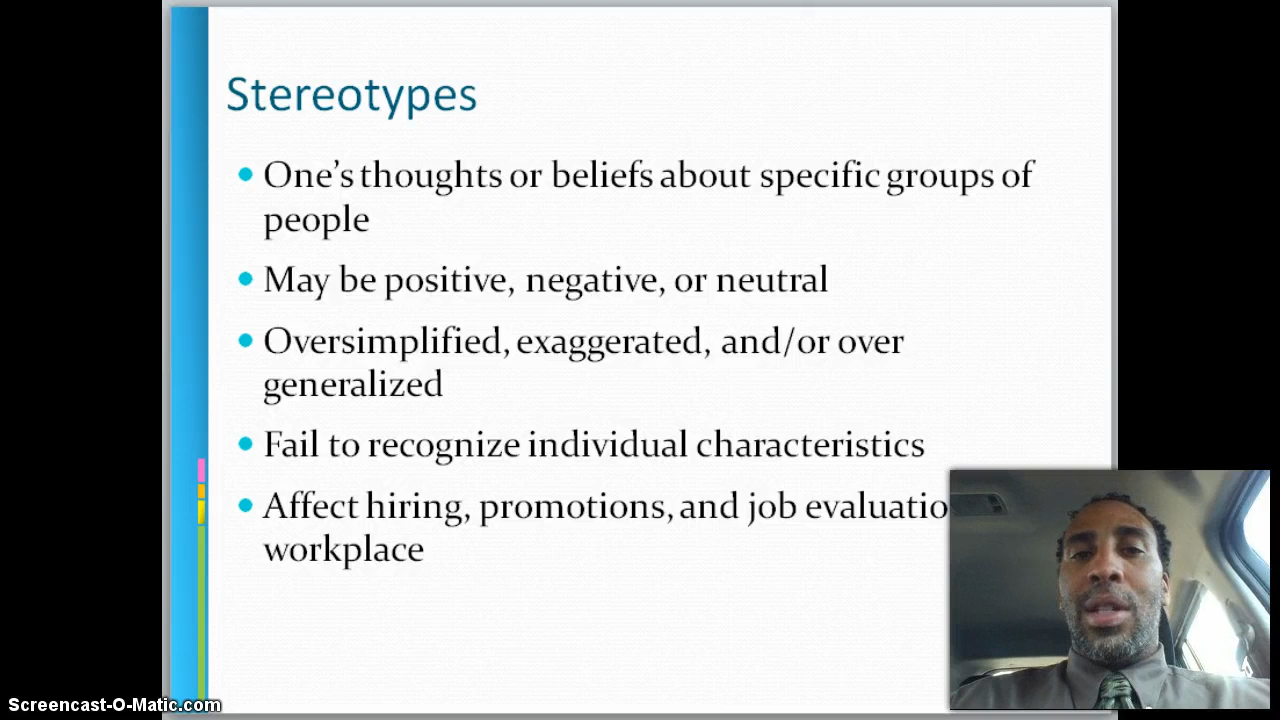 Stereotypes
One's thoughts or beliefs about specific groups of
people
May be positive, negative, or neutral
Oversimplified, exaggerated, and/or over
generalized
Fail to recognize individual characteristics
Affect hiring, promotions, and job evaluatio
workplace
Screencast-O-Matic.com